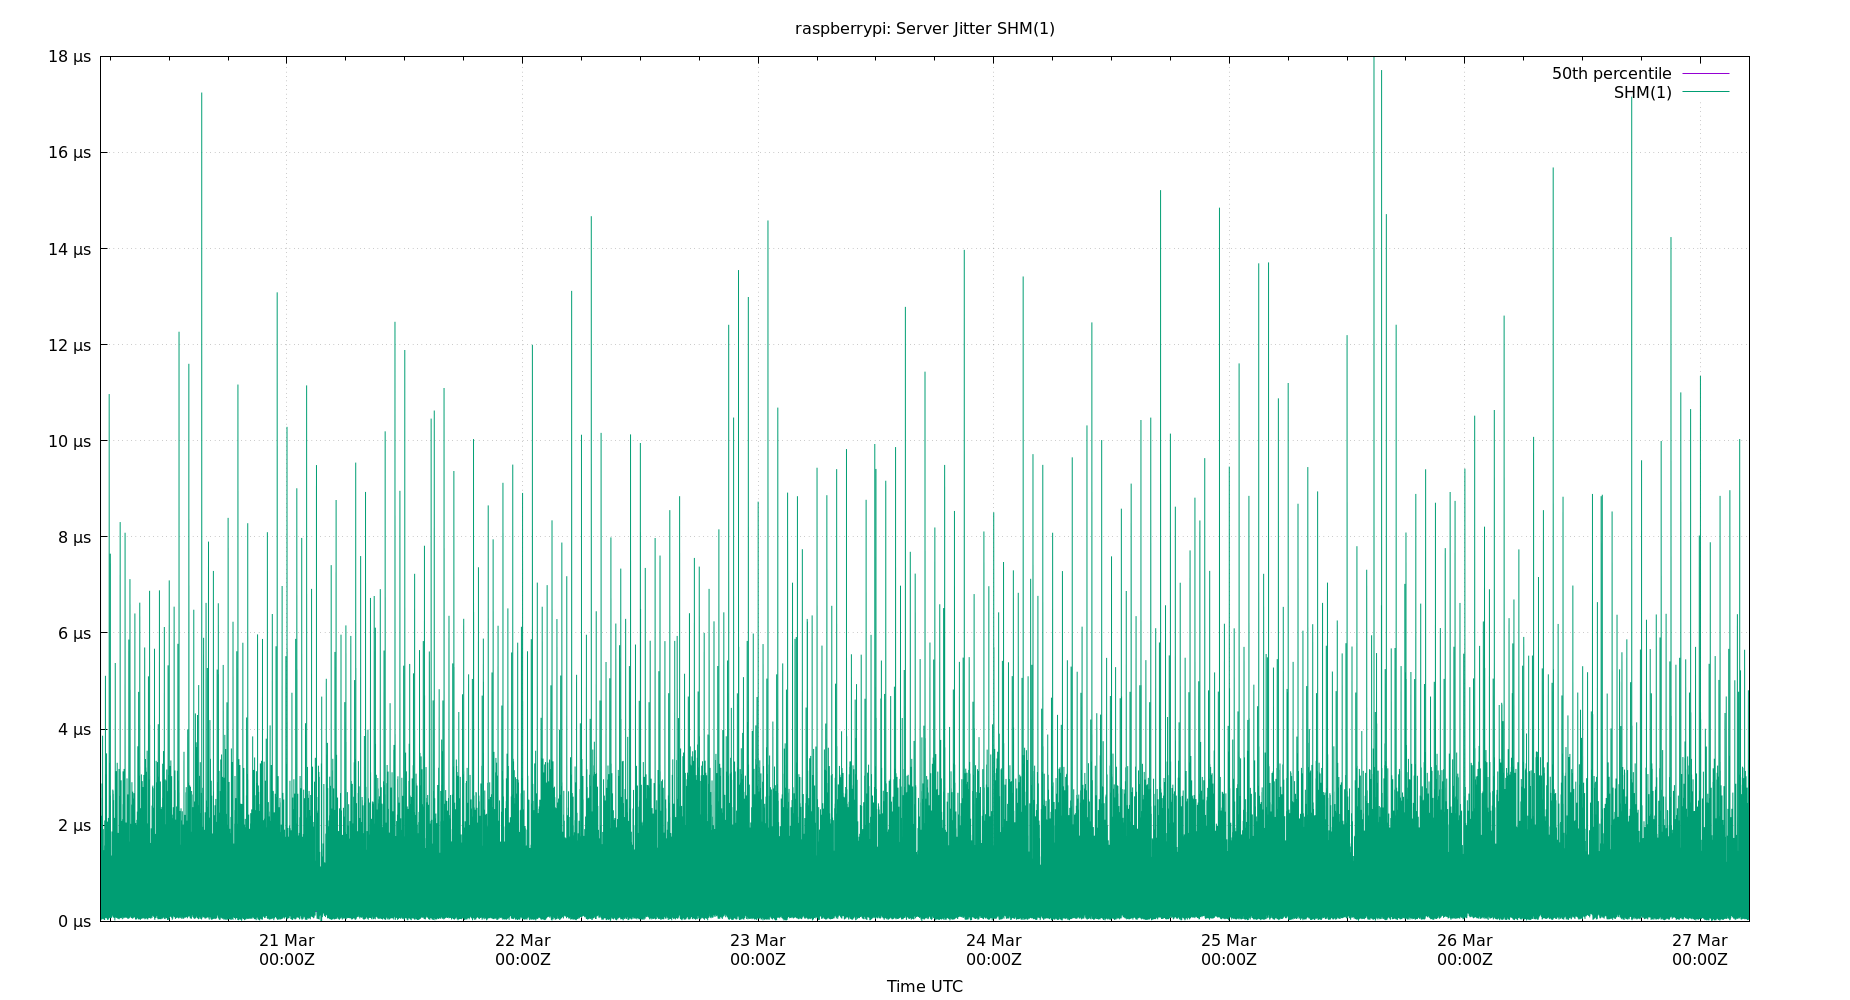 raspberrypi: Server Jitter SHM(1)
18 µs
16 µs
14 µs
12 µs
10 µs
8 µs
6 µs
4 µs
2 µs
0 µs
50th percentile
SHM(1)
21 Mar 22 Mar 23 Mar 24 Mar 25 Mar 26 Mar 27 Mar
00:00Z 00:00Z 00:00Z 00:00Z 00:00Z 00:00Z 00:00Z
Time UTC